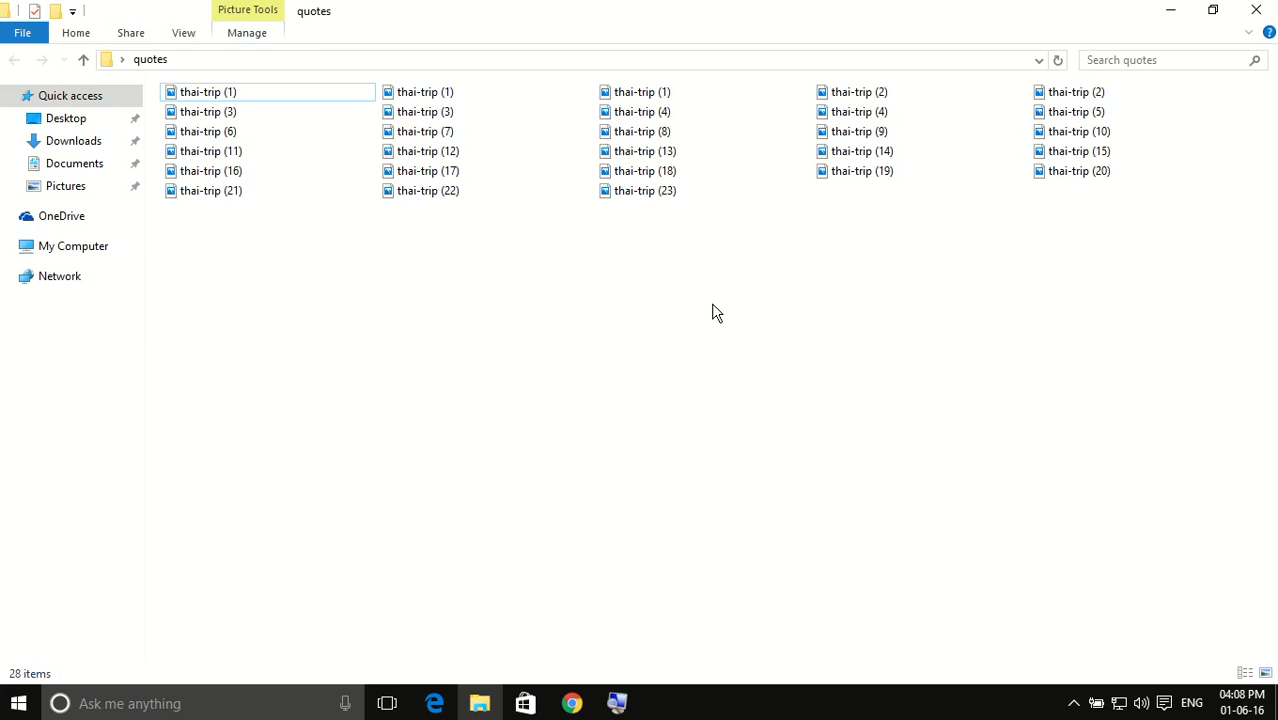 Picture Tools quotes
File Home Share View Manage
quotes Search quotes
Quick access
Desktop
Downloads
Documents
Pictures
OneDrive
My Computer
Network
thai-trip (1) thai-trip (1) thai-trip (1) thai-trip (2) thai-trip (2)
thai-trip (3) thai-trip (3) thai-trip (4) thai-trip (4) thai-trip (5)
thai-trip (6) thai-trip (7) thai-trip (8) thai-trip (9) thai-trip (10)
thai-trip (11) thai-trip (12) thai-trip (13) thai-trip (14) thai-trip (15)
thai-trip (16) thai-trip (17) thai-trip (18) thai-trip (19) thai-trip (20)
thai-trip (21) thai-trip (22) thai-trip (23)
28 items
Ask me anything ENG 04:08 PM
01-06-16